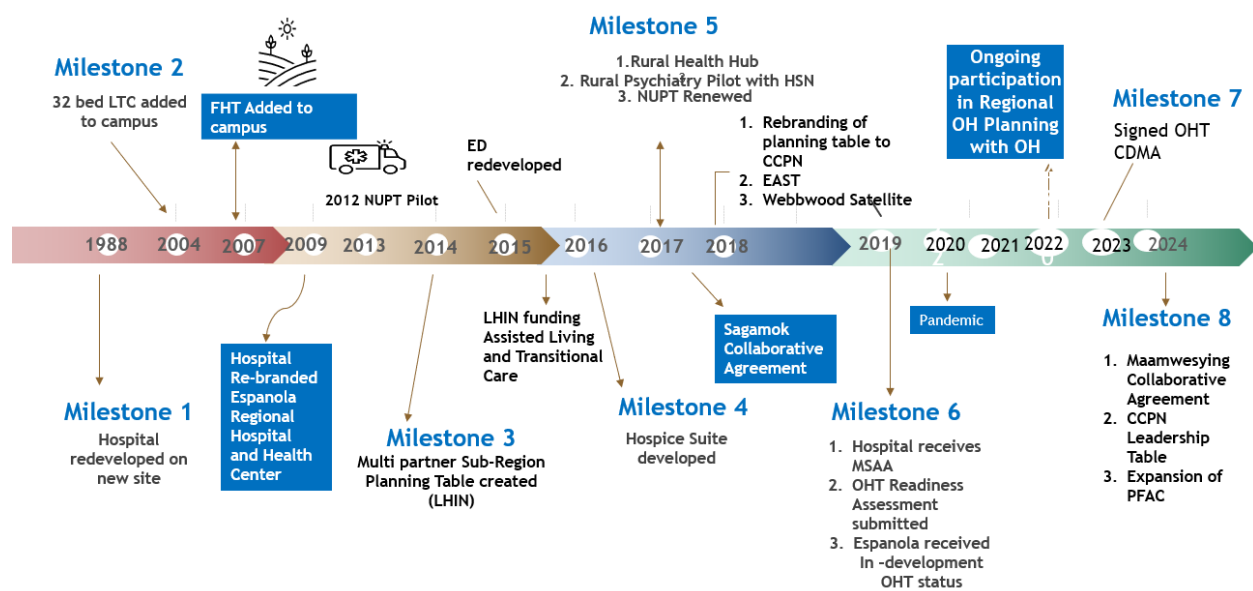 Milestone 2
32 bed LTC added
to campus
FHT Added to
campus
2012 NUPT Pilot
ED
redeveloped
Milestone 5
1.Rural Health Hub
2. Rural Psychiatry Pilot with HSN
3. NUPT Renewed
1. Rebranding of
planning table to
CCPN
2. EAST
3. Webbwood Satellite
Ongoing
participation
in Regional
OH Planning
with OH
Milestone 7
Signed OHT
CDMA
1988 2004 2007 2009 2013 2014 2015 2016 2017 2018 2019 2020 2021 2022 2023 2024
2 0
Milestone 1
Hospital
redeveloped on
new site
Hospital
Re-branded
Espanola
Regional
Hospital
and Health
Center
Milestone 3
Multi partner Sub-Region
Planning Table created
(LHIN)
LHIN funding
Assisted Living
and Transitional
Care
Milestone 4
Hospice Suite
developed
Sagamok
Collaborative
Agreement
Milestone 6
1. Hospital receives
MSAA
2. OHT Readiness
Assessment
submitted
3. Espanola received
In -development
OHT status
Pandemic
Milestone 8
1. Maamwesying
Collaborative
Agreement
2. CCPN
Leadership
Table
3. Expansion of
PFAC